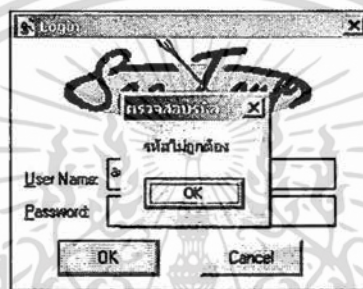 Login
ตรวจสอบรหัส
รหัสไม่ถูกต้อง
OK
User Name:
Password:
OK
Cancel